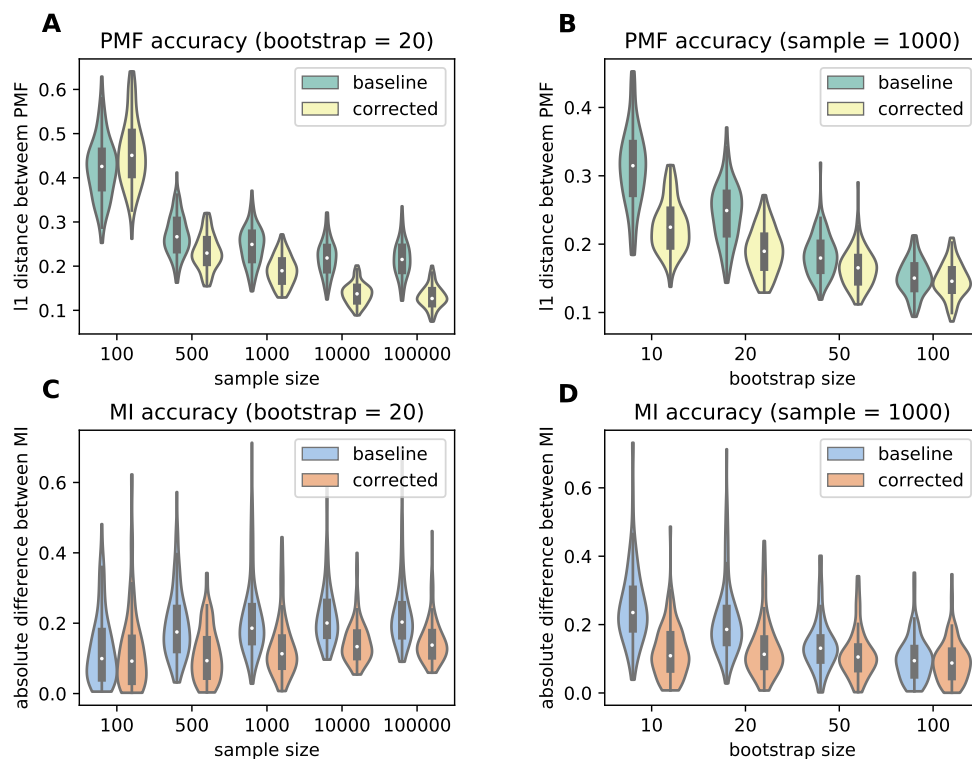 A
PMF accuracy (bootstrap = 20)
l1 distance betweem PMF
0.6
0.5
0.4
0.3
0.2
0.1
baseline
corrected
100 500 1000 10000 100000
sample size
B
PMF accuracy (sample = 1000)
l1 distance betweem PMF
0.4
0.3
0.2
0.1
baseline
corrected
10 20 50 100
bootstrap size
C
MI accuracy (bootstrap = 20)
absolute difference between MI
0.6
0.4
0.2
0.0
baseline
corrected
100 500 1000 10000 100000
sample size
D
MI accuracy (sample = 1000)
absolute difference between MI
0.6
0.4
0.2
0.0
baseline
corrected
10 20 50 100
bootstrap size